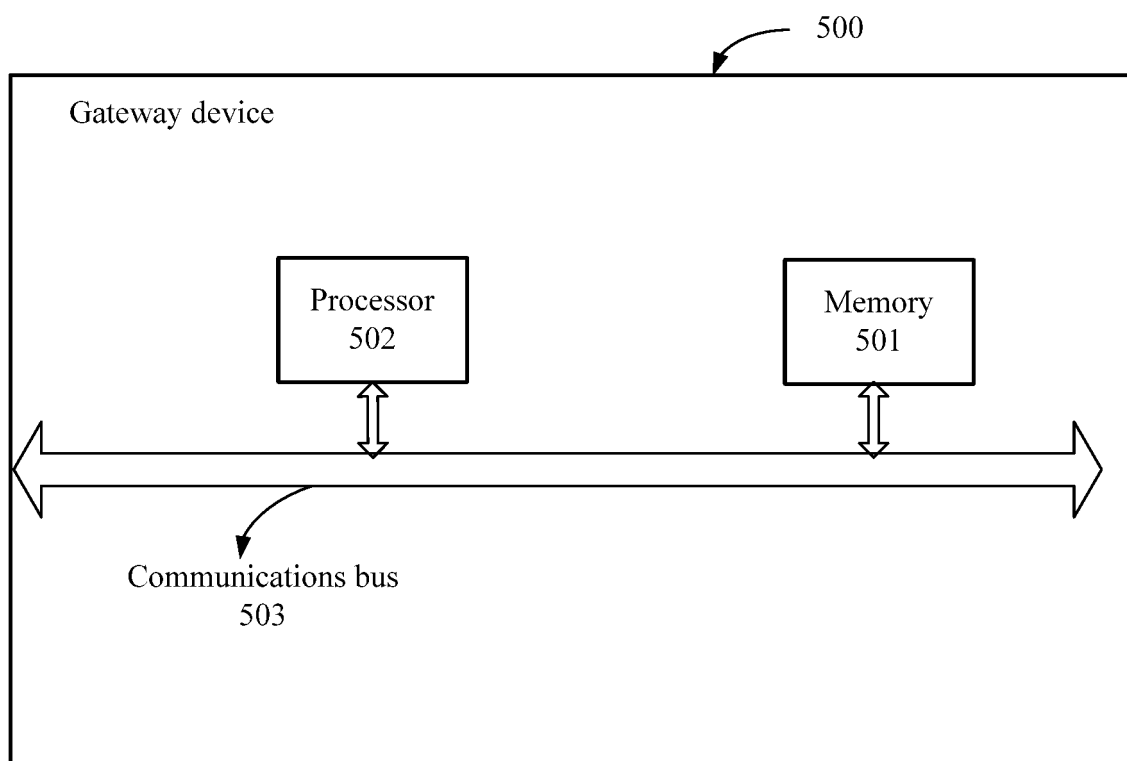 500
Gateway device
Processor
502
Memory
501
Communications bus
503